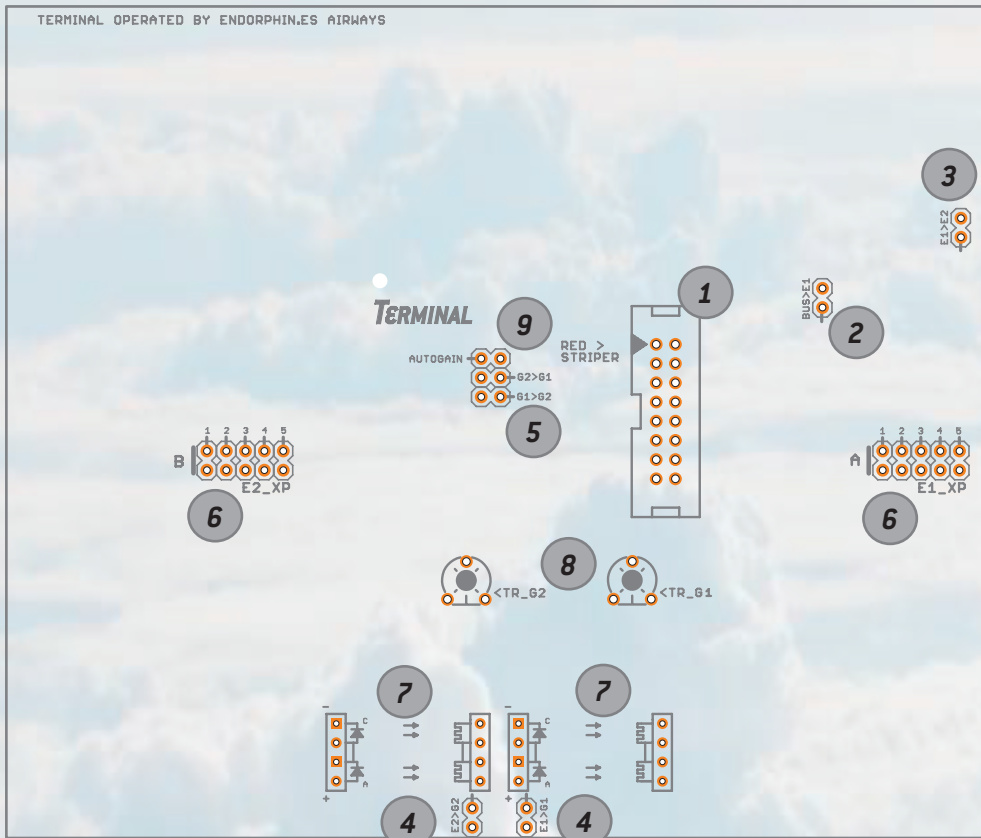 TERMINAL OPERATED BY ENDORPHIN.ES AIRWAYS
3
E1>E2
1
BUS>E1
2
TERMINAL
9
RED >
STRIPER
AUTOGAIN
G2>G1
G1>G2
5
1 2 3 4 5
B
E2_XP
6
1 2 3 4 5
A
E1_XP
6
8
<TR_G2
<TR_G1
7
7
-
C
A
+
-
C
A
+
4
E2>G2
E1>G1
4